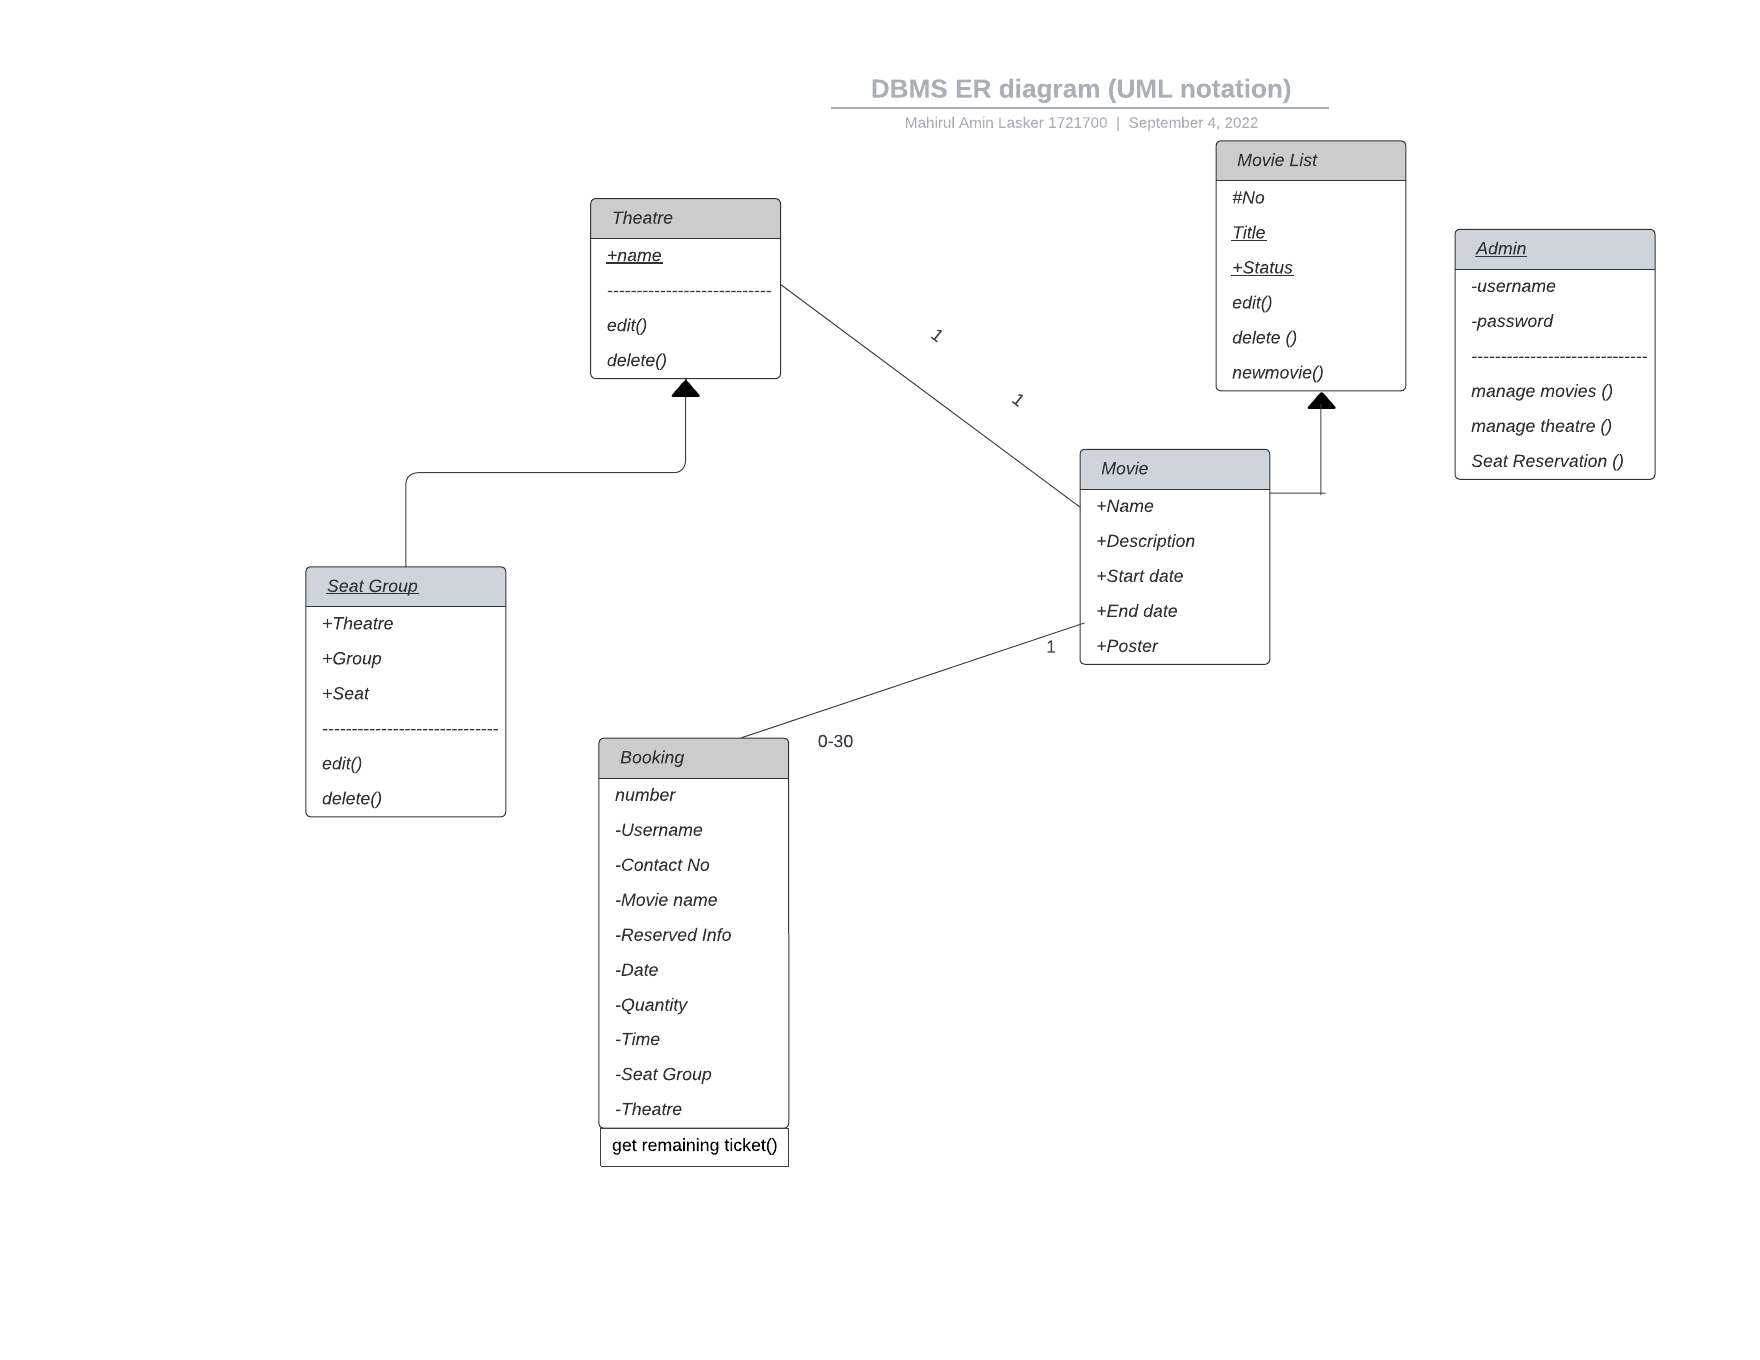 DBMS ER diagram (UML notation)
Mahirul Amin Lasker 1721700 | September 4, 2022
Movie List
#No
Title
+Status
edit()
delete ()
newmovie()
Theatre
+name
----------------------------
edit()
delete()
Admin
-username
-password
------------------------------
manage movies ()
manage theatre ()
Seat Reservation ()
1
1
Movie
+Name
+Description
+Start date
+End date
+Poster
Seat Group
+Theatre
+Group
+Seat
------------------------------
edit()
delete()
1
0-30
Booking
number
-Username
-Contact No
-Movie name
-Reserved Info
-Date
-Quantity
-Time
-Seat Group
-Theatre
get remaining ticket()